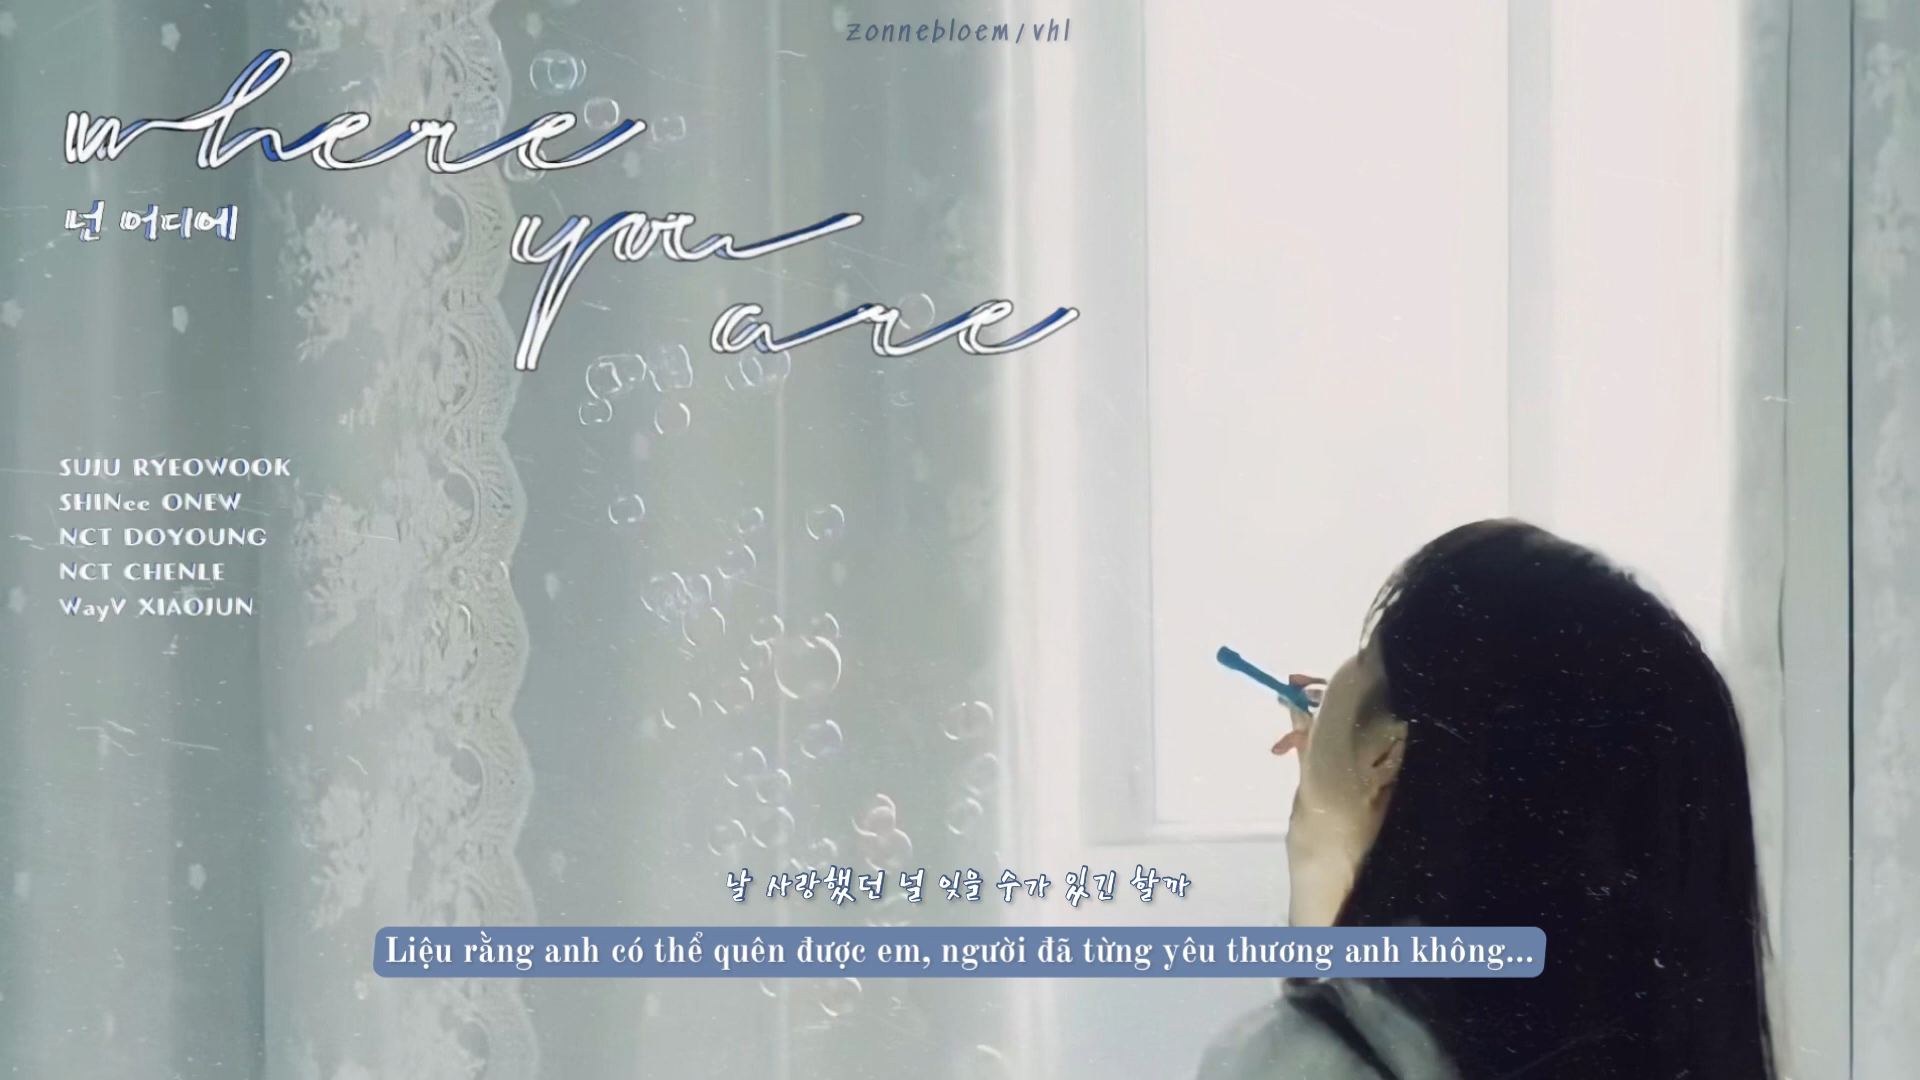 zonnebloem/vhl
where
you
are
넌 어디에
SUJU RYEOWOOK
SHINee ONEW
NCT DOYOUNG
NCT CHENLE
WayV XIAOJUN
날 사랑했던 널 잊을 수가 있긴 할까
Liệu rằng anh có thể quên được em, người đã từng yêu thương anh không...